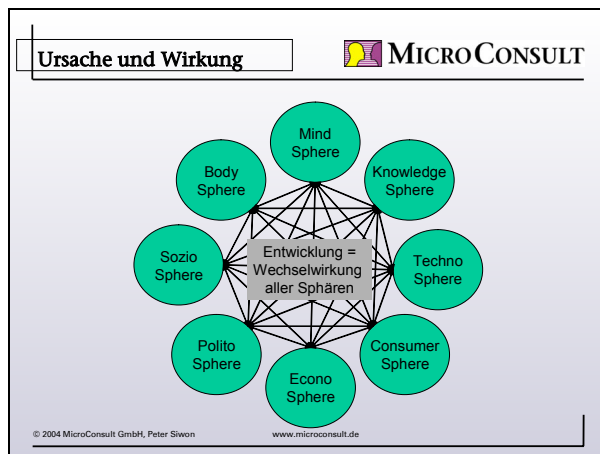 Ursache und Wirkung
MICROCONSULT
Mind
Sphere
Body
Sphere
Knowledge
Sphere
Sozio
Sphere
Entwicklung =
Wechselwirkung
aller Sphären
Techno
Sphere
Polito
Sphere
Consumer
Sphere
Econo
Sphere
© 2004 MicroConsult GmbH, Peter Siwon
www.microconsult.de